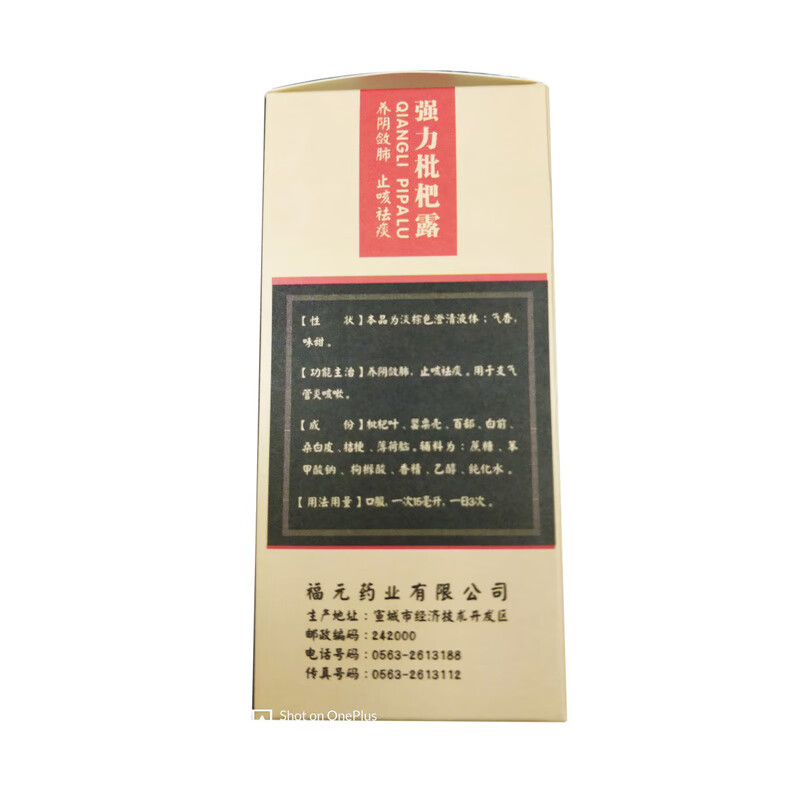 强力枇杷露
QIANGLI PIPALU
养阴敛肺 止咳祛痰
【性 状】本品为淡棕色澄清液体；气香，
味甜。
【功能主治】养阴敛肺，止咳祛痰。用于支气
管炎咳嗽。
【成 份】枇杷叶、罂粟壳、百部、白前、
桑白皮、桔梗、薄荷脑。辅料为：蔗糖、苯
甲酸钠、枸橼酸、香精、乙醇、纯化水。
【用法用量】口服，一次15毫升，一日3次。
福元药业有限公司
生产地址：宣城市经济技术开发区
邮政编码：242000
电话号码：0563-2613188
传真号码：0563-2613112
Shot on OnePlus